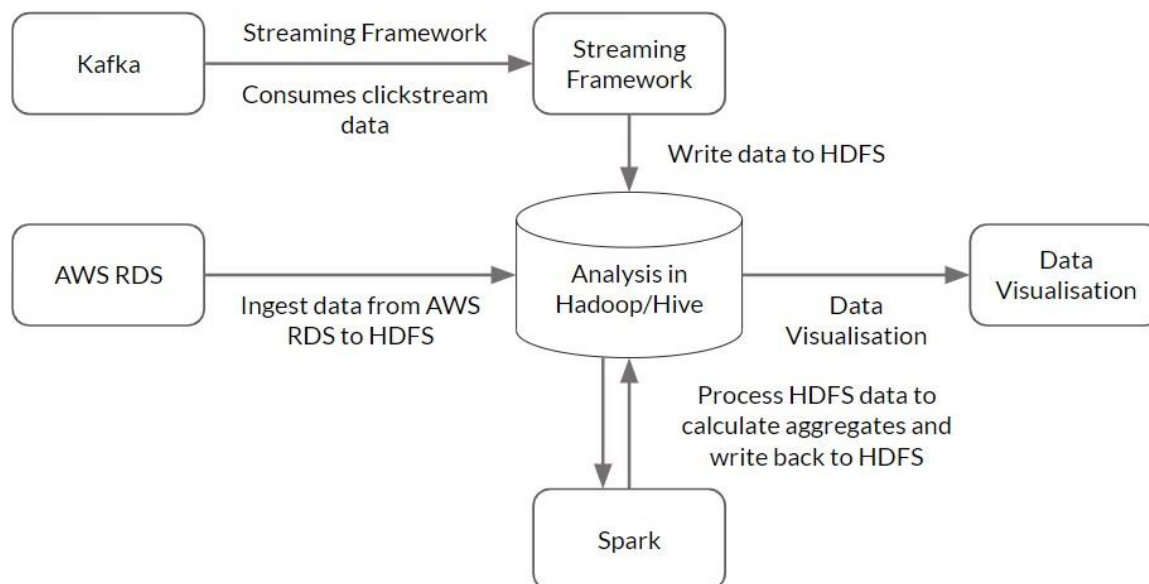 Kafka
Streaming Framework
Consumes clickstream
data
Streaming
Framework
Write data to HDFS
AWS RDS
Ingest data from AWS
RDS to HDFS
Analysis in
Hadoop/Hive
Data
Visualisation
Data
Visualisation
Process HDFS data to
calculate aggregates and
write back to HDFS
Spark